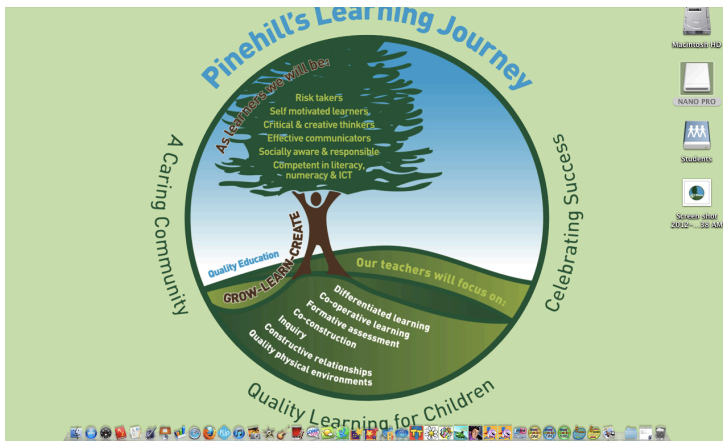 Pinehill's Learning Journey
As learners we will be:
Risk takers
Self motivated learners
Critical & creative thinkers
Effective communicators
Socially aware & responsible
Competent in literacy,
numeracy & ICT
A Caring Community
Celebrating Success
Quality Education
GROW-LEARN-CREATE
Our teachers will focus on:
Differentiated learning
Co-operative learning
Formative assessment
Co-construction
Inquiry
Constructive relationships
Quality physical environments
Quality Learning for Children
Macintosh HD
NANO PRO
Students
Screen shot
2012-...38 AM